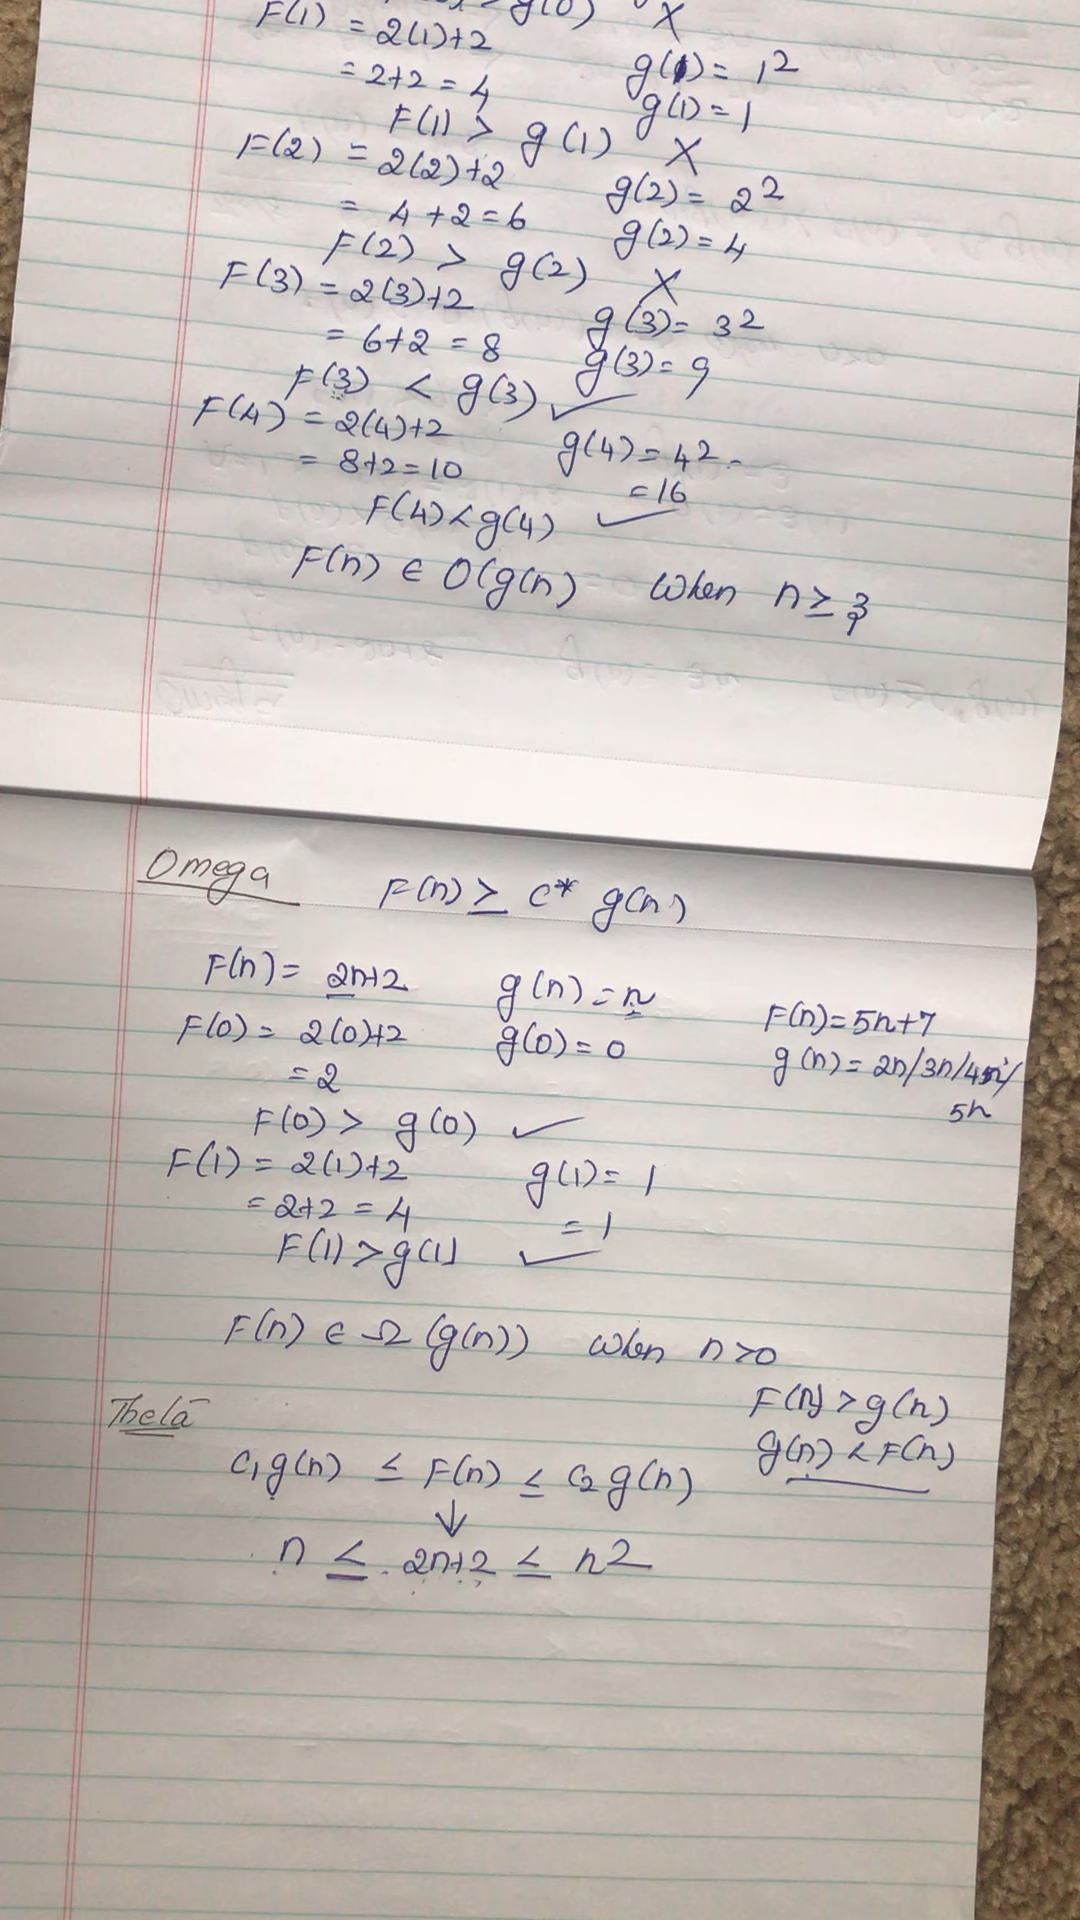 F(1) = 2(1)+2 g(0) X
= 2+2 = 4 g(1) = 1²
g(1) = 1
F(1) > g(1) X
F(2) = 2(2)+2 g(2) = 2²
= 4+2 = 6 g(2) = 4
F(2) > g(2) X
F(3) = 2(3)+2 g(3) = 3²
= 6+2 = 8 g(3) = 9
F(3) < g(3) ✓
F(4) = 2(4)+2 g(4) = 4²
= 8+2 = 10 = 16
F(4) < g(4) ✓
F(n) ∈ O(g(n) when n ≥ 3
Omega F(n) ≥ c* g(n)
F(n) = 2n+2 g(n) = n F(n) = 5n+7
F(0) = 2(0)+2 g(0) = 0 g(n) = 2n/3n/4n/
= 2 5n
F(0) > g(0) ✓
F(1) = 2(1)+2 g(1) = 1
= 2+2 = 4 = 1
F(1) > g(1) ✓
F(n) ∈ Ω (g(n)) when n>0
F(n) > g(n)
Theta g(n) < F(n)
C₁g(n) ≤ F(n) ≤ C₂ g(n)
↓
n ≤ 2n+2 ≤ n2